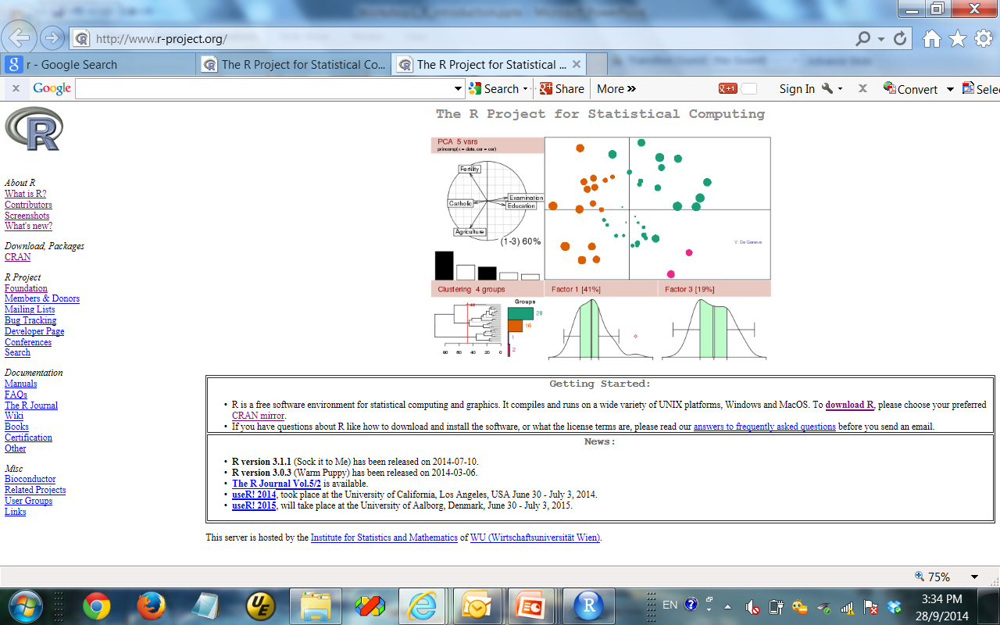 http://www.r-project.org/
r - Google Search
The R Project for Statistical Co...
The R Project for Statistical ...
Google
Search
Share
More »
+1
Sign In
Convert
Selec
R
The R Project for Statistical Computing
PCA 5 vars
princomp(x = data, cor = cor)
Fertility
Examination
Catholic
Education
Agriculture
(1-3) 60%
V. De Geneve
Clustering 4 groups
Factor 1 [41%]
Factor 3 [19%]
Groups
28
16
1
2
80 60 40 20 0
About R
What is R?
Contributors
Screenshots
What's new?
Download, Packages
CRAN
R Project
Foundation
Members & Donors
Mailing Lists
Bug Tracking
Developer Page
Conferences
Search
Documentation
Manuals
FAQs
The R Journal
Wiki
Books
Certification
Other
Misc
Bioconductor
Related Projects
User Groups
Links
Getting Started:
• R is a free software environment for statistical computing and graphics. It compiles and runs on a wide variety of UNIX platforms, Windows and MacOS. To download R, please choose your preferred
CRAN mirror.
• If you have questions about R like how to download and install the software, or what the license terms are, please read our answers to frequently asked questions before you send an email.
News:
• R version 3.1.1 (Sock it to Me) has been released on 2014-07-10.
• R version 3.0.3 (Warm Puppy) has been released on 2014-03-06.
• The R Journal Vol.5/2 is available.
• useR! 2014, took place at the University of California, Los Angeles, USA June 30 - July 3, 2014.
• useR! 2015, will take place at the University of Aalborg, Denmark, June 30 - July 3, 2015.
This server is hosted by the Institute for Statistics and Mathematics of WU (Wirtschaftsuniversität Wien).
75%
EN
3:34 PM
28/9/2014